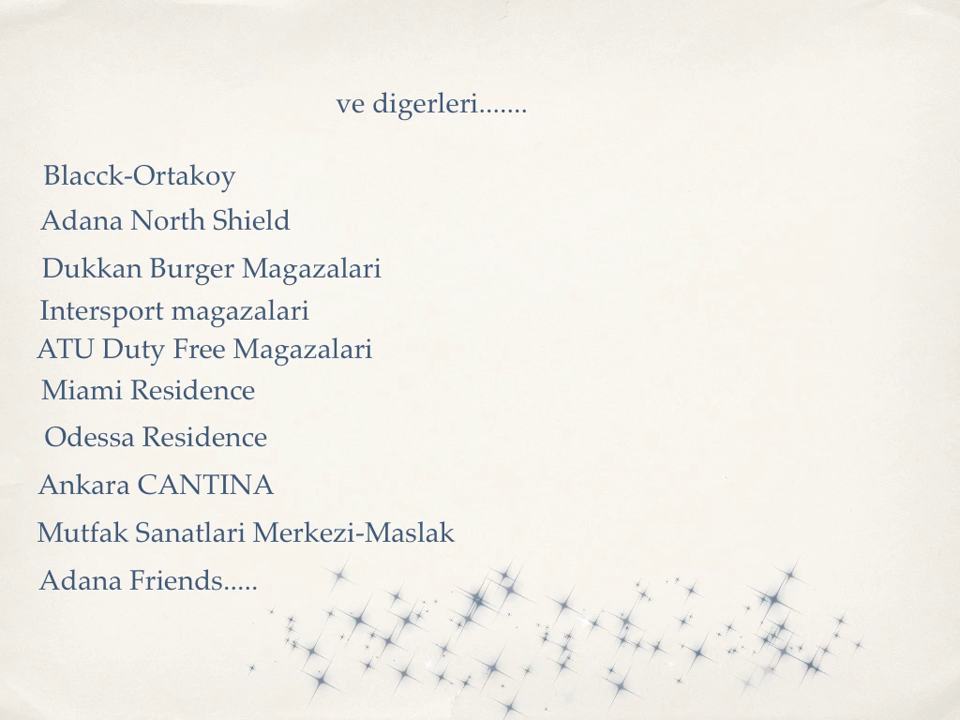 ve digerleri.......
Blacck-Ortakoy
Adana North Shield
Dukkan Burger Magazalari
Intersport magazalari
ATU Duty Free Magazalari
Miami Residence
Odessa Residence
Ankara CANTINA
Mutfak Sanatlari Merkezi-Maslak
Adana Friends.....